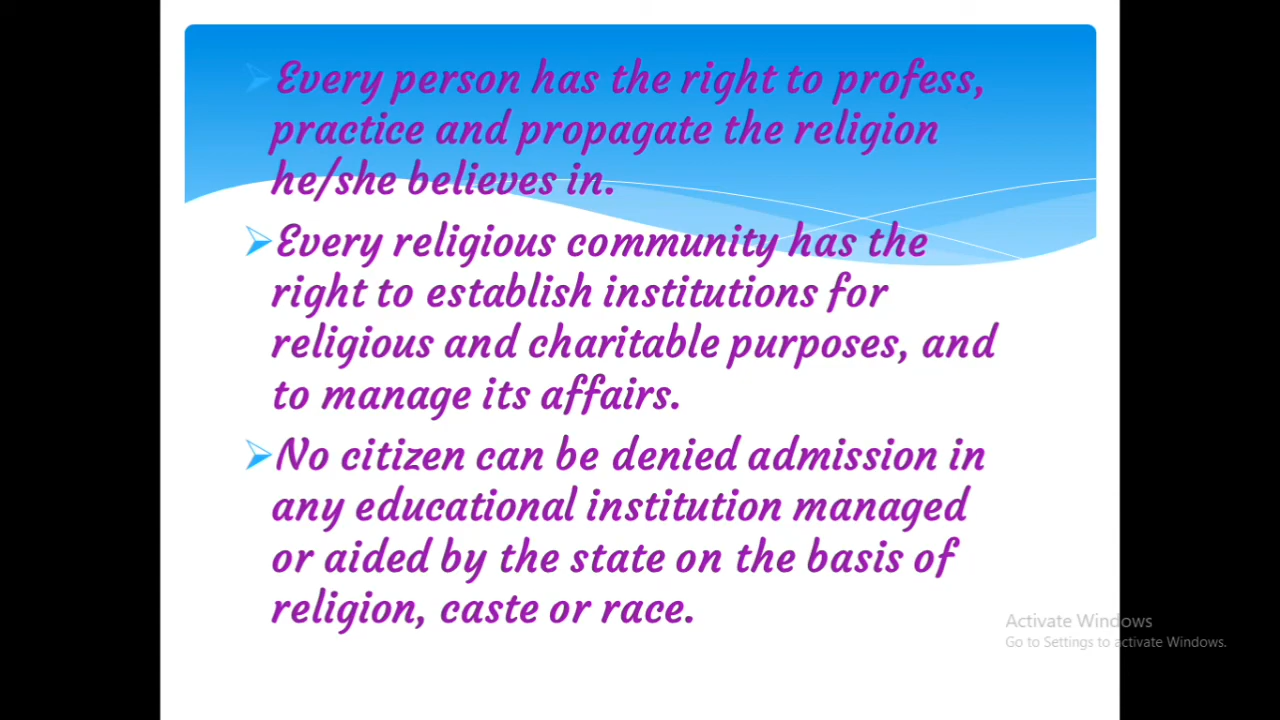 Every person has the right to profess,
practice and propagate the religion
he/she believes in.
Every religious community has the
right to establish institutions for
religious and charitable purposes, and
to manage its affairs.
No citizen can be denied admission in
any educational institution managed
or aided by the state on the basis of
religion, caste or race.
Activate Windows
Go to Settings to activate Windows.